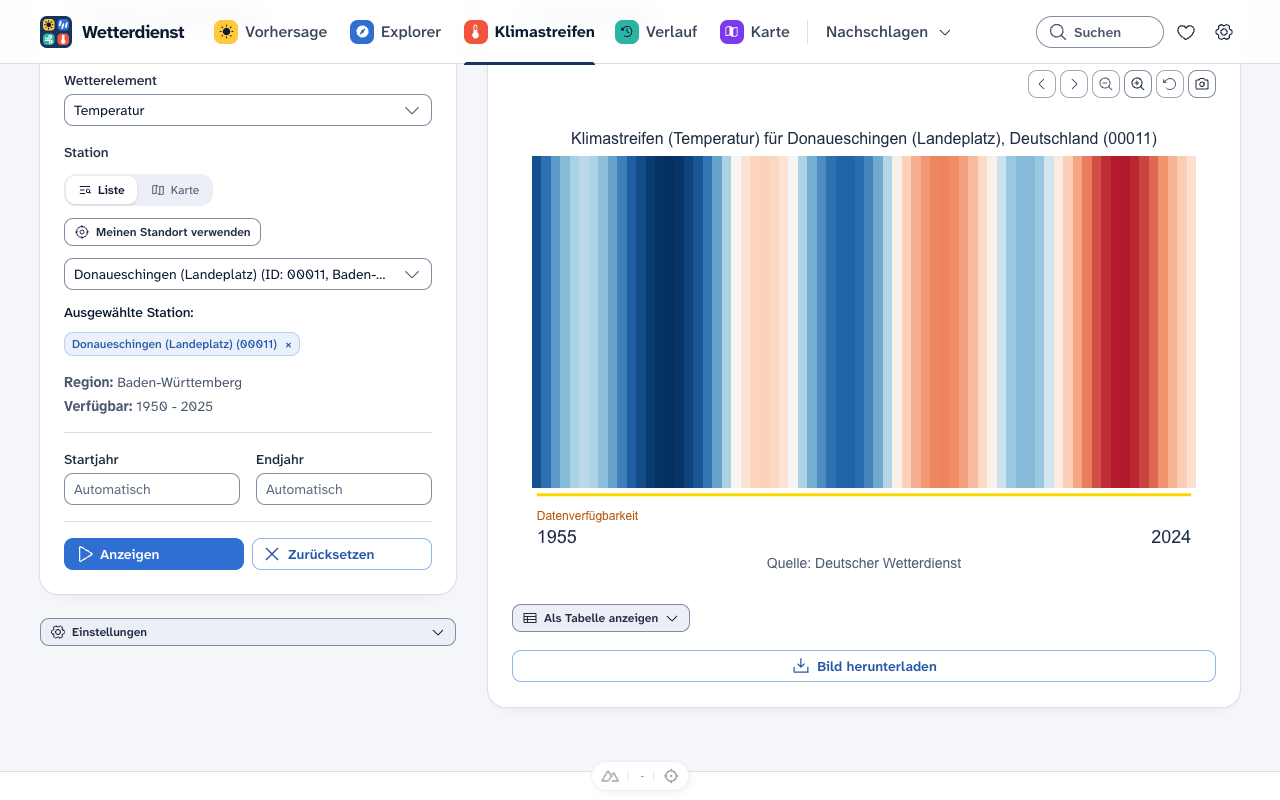 Wetterdienst
Vorhersage
Explorer
Klimastreifen
Verlauf
Karte
Nachschlagen
Suchen
Wetterelement
Temperatur
Station
Liste
Karte
Meinen Standort verwenden
Donaueschingen (Landeplatz) (ID: 00011, Baden-...
Ausgewählte Station:
Donaueschingen (Landeplatz) (00011) ×
Region: Baden-Württemberg
Verfügbar: 1950 - 2025
Startjahr
Endjahr
Automatisch
Automatisch
Anzeigen
Zurücksetzen
Einstellungen
Klimastreifen (Temperatur) für Donaueschingen (Landeplatz), Deutschland (00011)
Datenverfügbarkeit
1955
2024
Quelle: Deutscher Wetterdienst
Als Tabelle anzeigen
Bild herunterladen
-